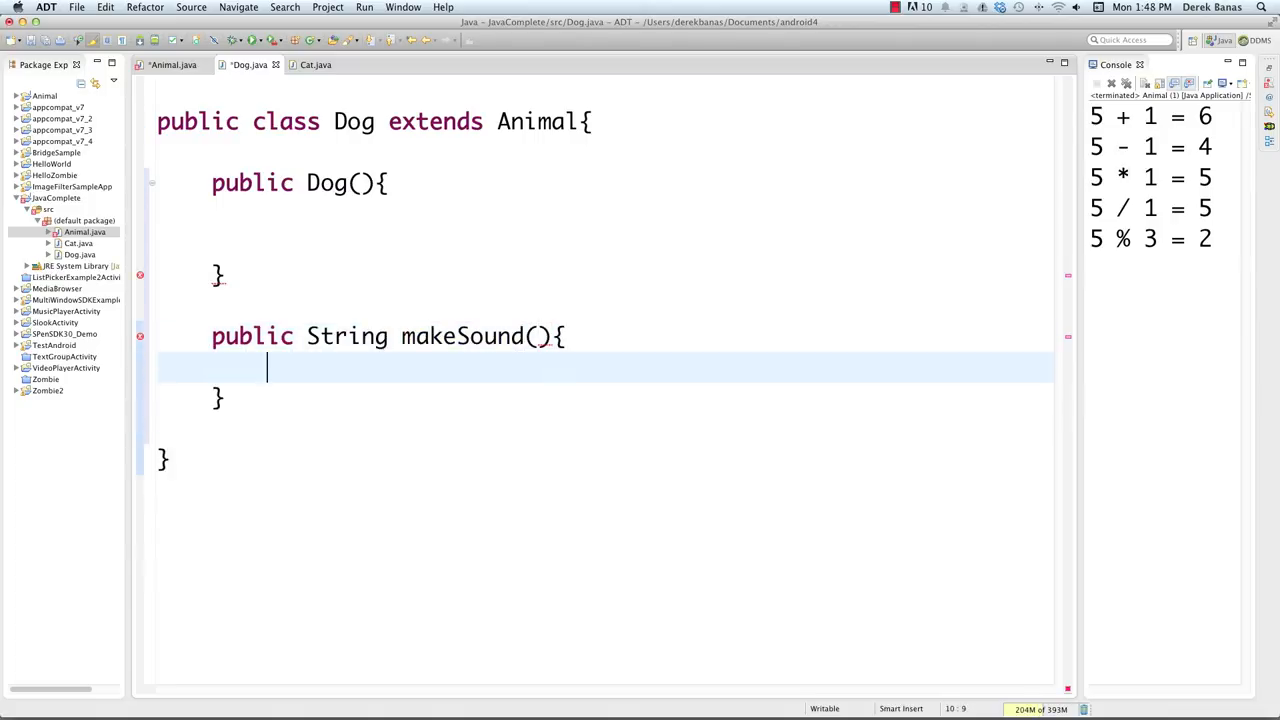 ADT File Edit Refactor Source Navigate Search Project Run Window Help 10 Mon 1:48 PM Derek Banas
Java - JavaComplete/src/Dog.java - ADT - /Users/derekbanas/Documents/android4
Quick Access Java DDMS
Package Exp
*Animal.java *Dog.java Cat.java
Console
<terminated> Animal (1) [Java Application] /S
Animal
appcompat_v7
appcompat_v7_2
appcompat_v7_3
appcompat_v7_4
BridgeSample
HelloWorld
HelloZombie
ImageFilterSampleApp
JavaComplete
src
(default package)
Animal.java
Cat.java
Dog.java
JRE System Library [Ja
ListPickerExample2Activi
MediaBrowser
MultiWindowSDKExample
MusicPlayerActivity
SlookActivity
SPenSDK30_Demo
TestAndroid
TextGroupActivity
VideoPlayerActivity
Zombie
Zombie2
public class Dog extends Animal{
public Dog(){
}
public String makeSound(){
}
}
5 + 1 = 6
5 - 1 = 4
5 * 1 = 5
5 / 1 = 5
5 % 3 = 2
Writable Smart Insert 10 : 9 204M of 393M